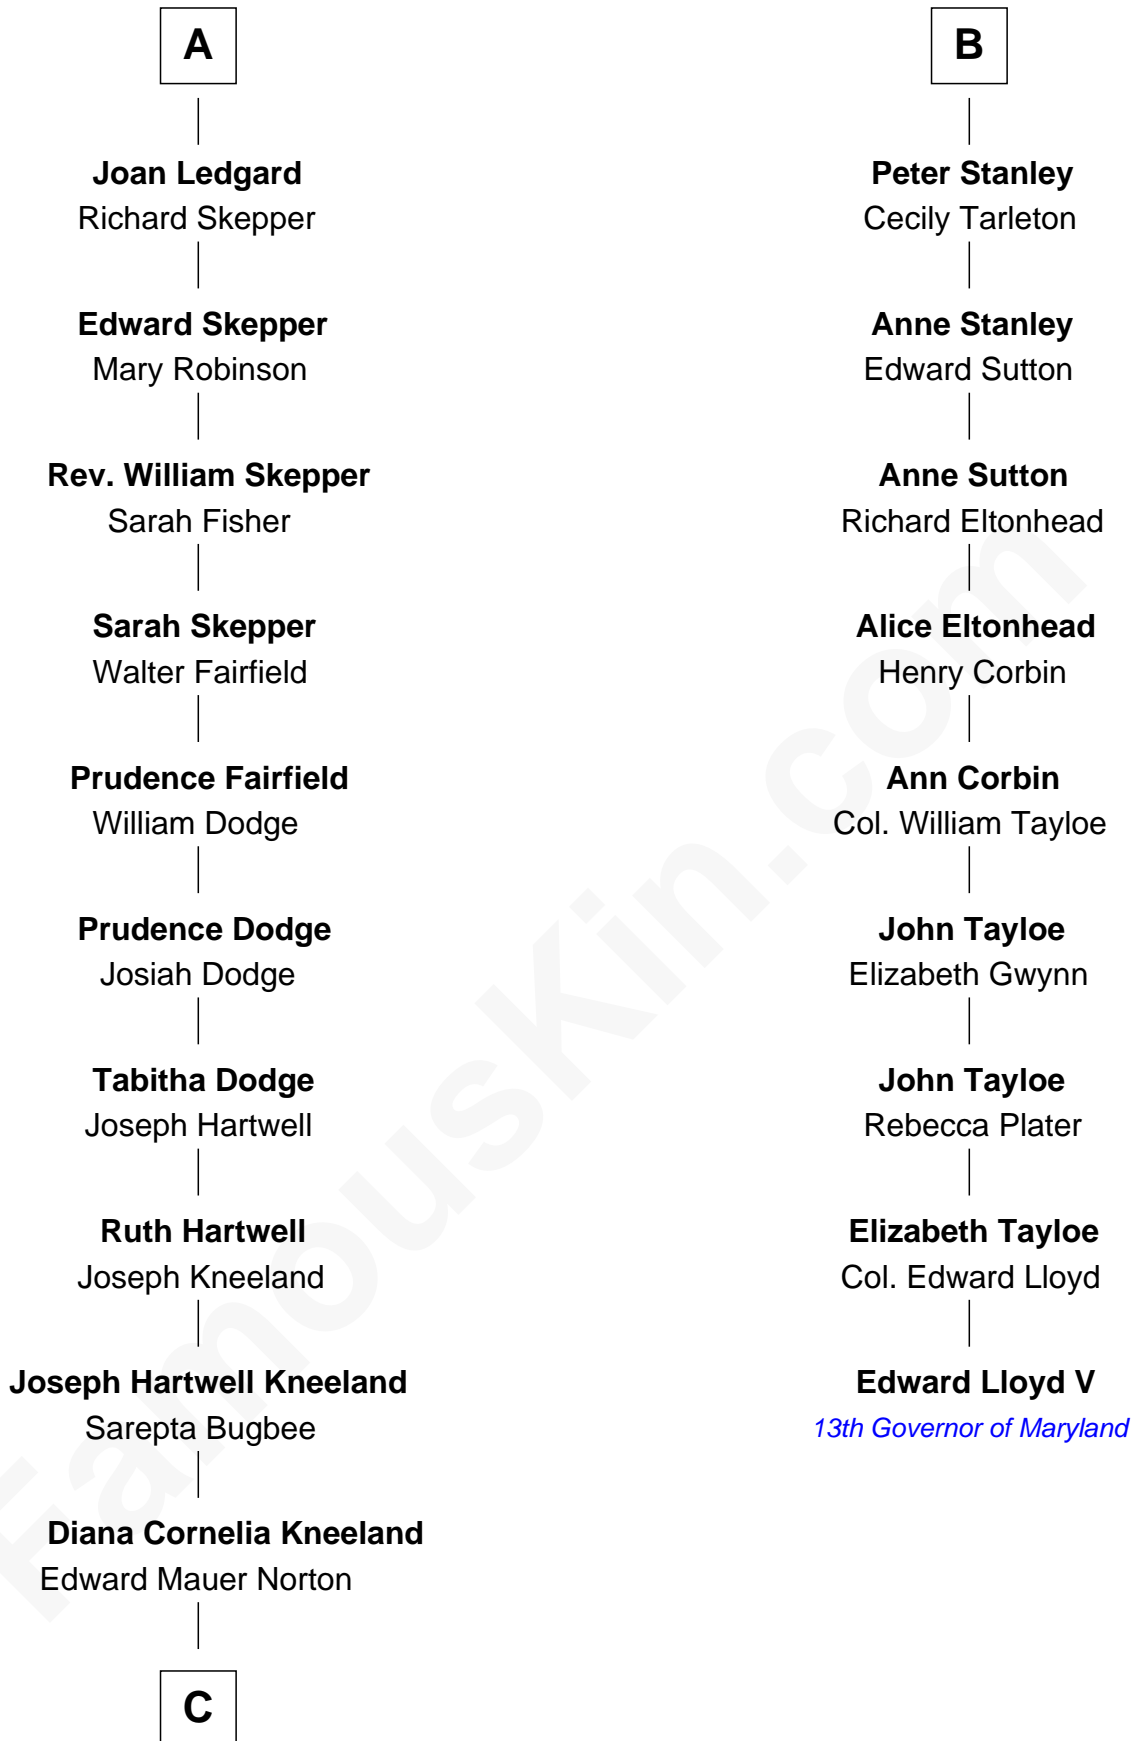 A
Joan Ledgard
Richard Skepper
Edward Skepper
Mary Robinson
Rev. William Skepper
Sarah Fisher
Sarah Skepper
Walter Fairfield
Prudence Fairfield
William Dodge
Prudence Dodge
Josiah Dodge
Tabitha Dodge
Joseph Hartwell
Ruth Hartwell
Joseph Kneeland
Joseph Hartwell Kneeland
Sarepta Bugbee
Diana Cornelia Kneeland
Edward Mauer Norton
C
B
Peter Stanley
Cecily Tarleton
Anne Stanley
Edward Sutton
Anne Sutton
Richard Eltonhead
Alice Eltonhead
Henry Corbin
Ann Corbin
Col. William Tayloe
John Tayloe
Elizabeth Gwynn
John Tayloe
Rebecca Plater
Elizabeth Tayloe
Col. Edward Lloyd
Edward Lloyd V
13th Governor of Maryland
FamousKin.com